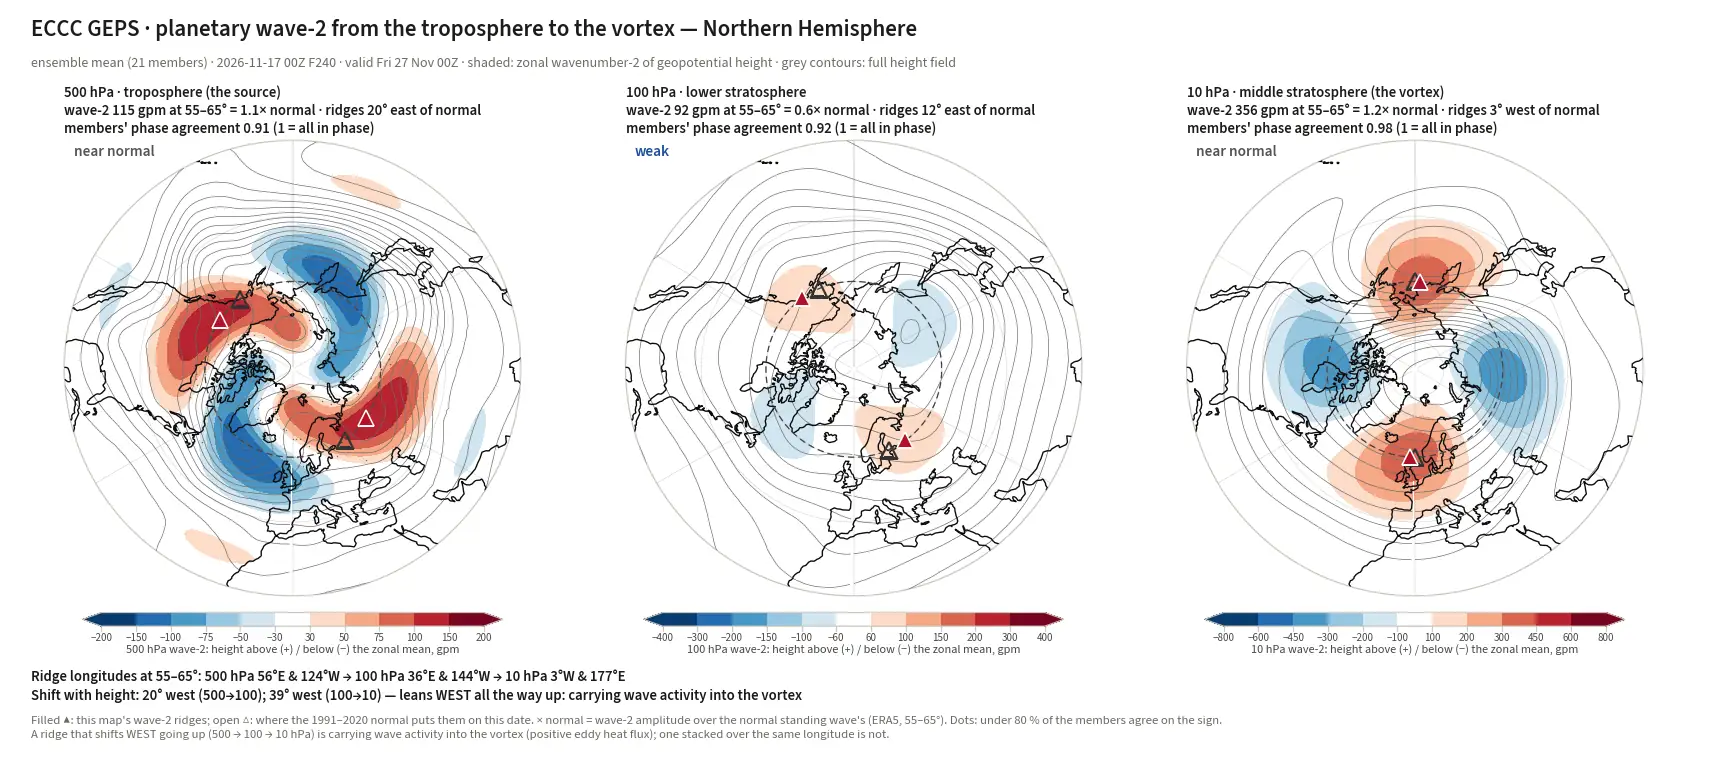 ECCC GEPS · planetary wave-2 from the troposphere to the vortex — Northern Hemisphere
ensemble mean (21 members) · 2026-11-17 00Z F240 · valid Fri 27 Nov 00Z · shaded: zonal wavenumber-2 of geopotential height · grey contours: full height field
500 hPa · troposphere (the source)
wave-2 115 gpm at 55–65° = 1.1× normal · ridges 20° east of normal
members' phase agreement 0.91 (1 = all in phase)
near normal
100 hPa · lower stratosphere
wave-2 92 gpm at 55–65° = 0.6× normal · ridges 12° east of normal
members' phase agreement 0.92 (1 = all in phase)
weak
10 hPa · middle stratosphere (the vortex)
wave-2 356 gpm at 55–65° = 1.2× normal · ridges 3° west of normal
members' phase agreement 0.98 (1 = all in phase)
near normal
−200 −150 −100 −75 −50 −30 30 50 75 100 150 200
500 hPa wave-2: height above (+) / below (−) the zonal mean, gpm
−400 −300 −200 −150 −100 −60 60 100 150 200 300 400
100 hPa wave-2: height above (+) / below (−) the zonal mean, gpm
−800 −600 −450 −300 −200 −100 100 200 300 450 600 800
10 hPa wave-2: height above (+) / below (−) the zonal mean, gpm
Ridge longitudes at 55–65°: 500 hPa 56°E & 124°W → 100 hPa 36°E & 144°W → 10 hPa 3°W & 177°E
Shift with height: 20° west (500→100); 39° west (100→10) — leans WEST all the way up: carrying wave activity into the vortex
Filled ▲: this map's wave-2 ridges; open △: where the 1991–2020 normal puts them on this date. × normal = wave-2 amplitude over the normal standing wave's (ERA5, 55–65°). Dots: under 80 % of the members agree on the sign.
A ridge that shifts WEST going up (500 → 100 → 10 hPa) is carrying wave activity into the vortex (positive eddy heat flux); one stacked over the same longitude is not.